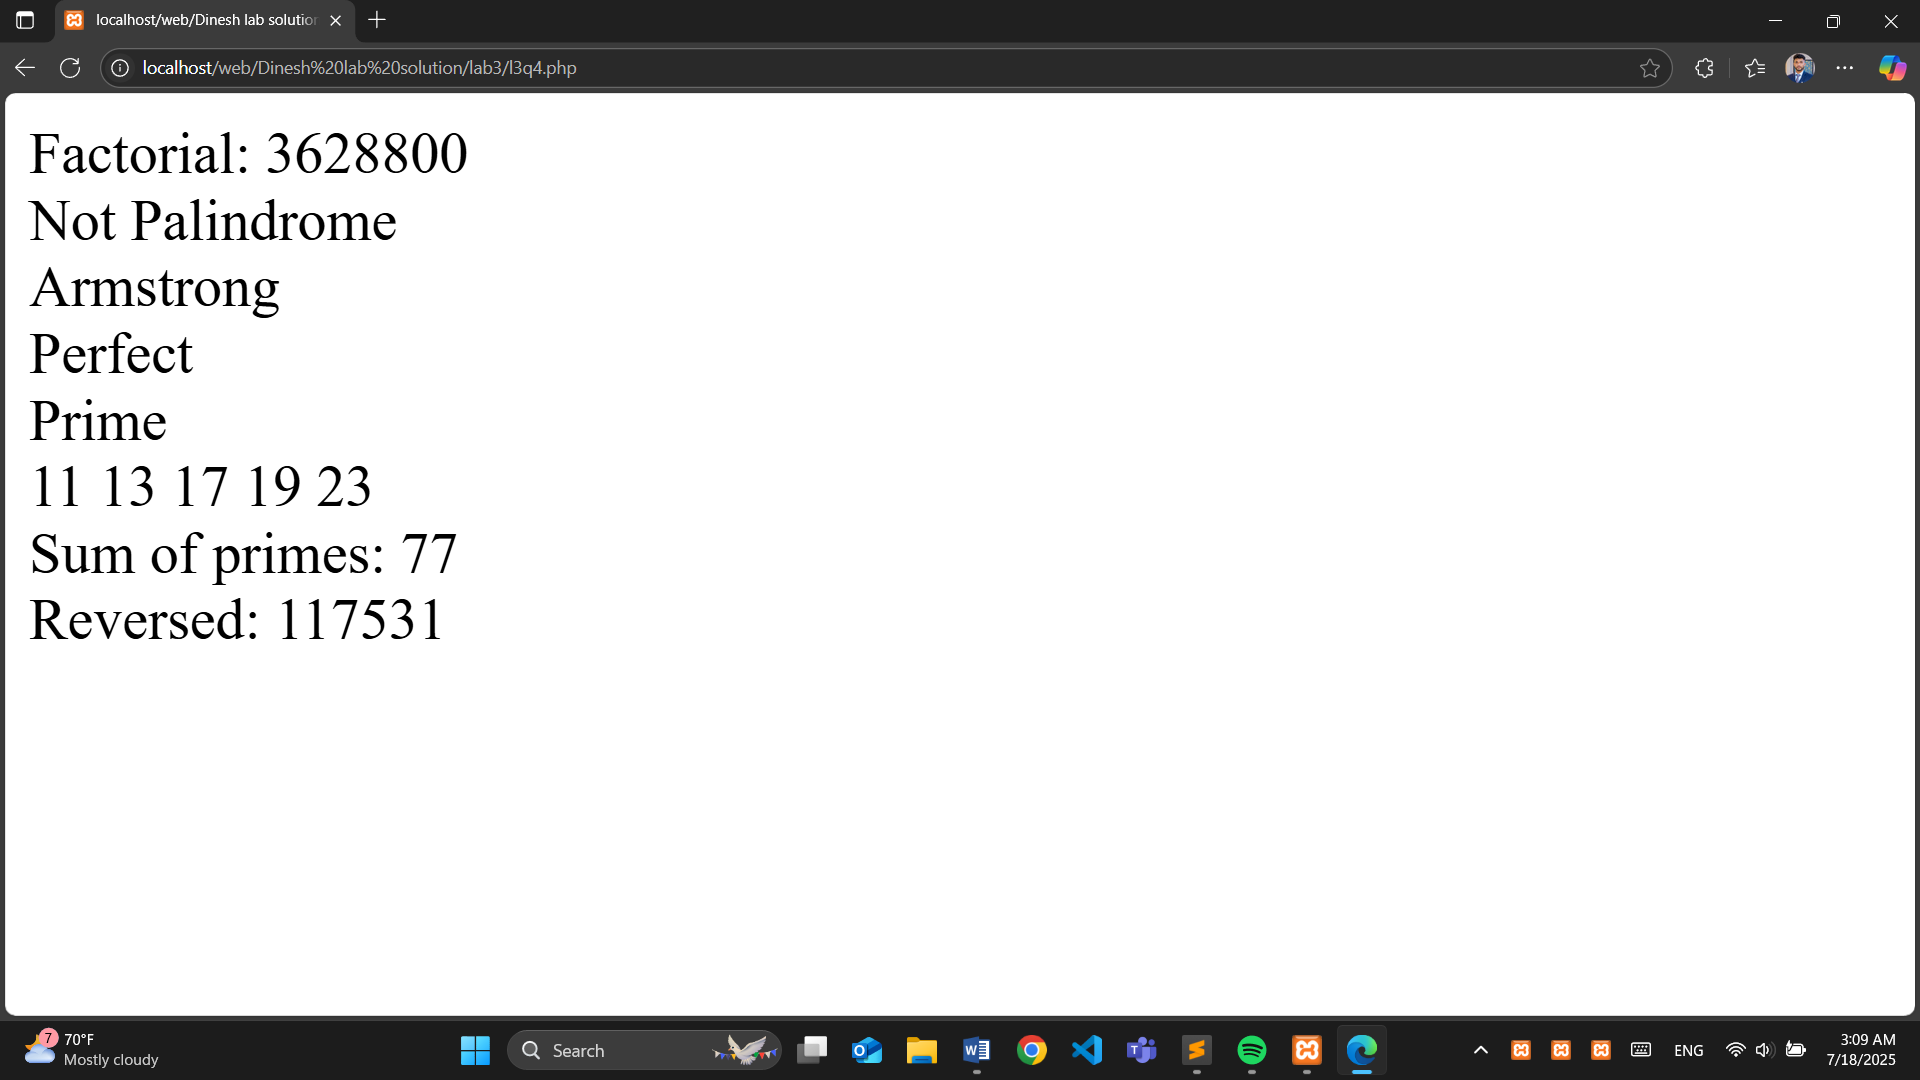 localhost/web/Dinesh lab solution
localhost/web/Dinesh%20lab%20solution/lab3/l3q4.php
Factorial: 3628800
Not Palindrome
Armstrong
Perfect
Prime
11 13 17 19 23
Sum of primes: 77
Reversed: 117531
7
70°F
Mostly cloudy
Search
ENG
3:09 AM
7/18/2025